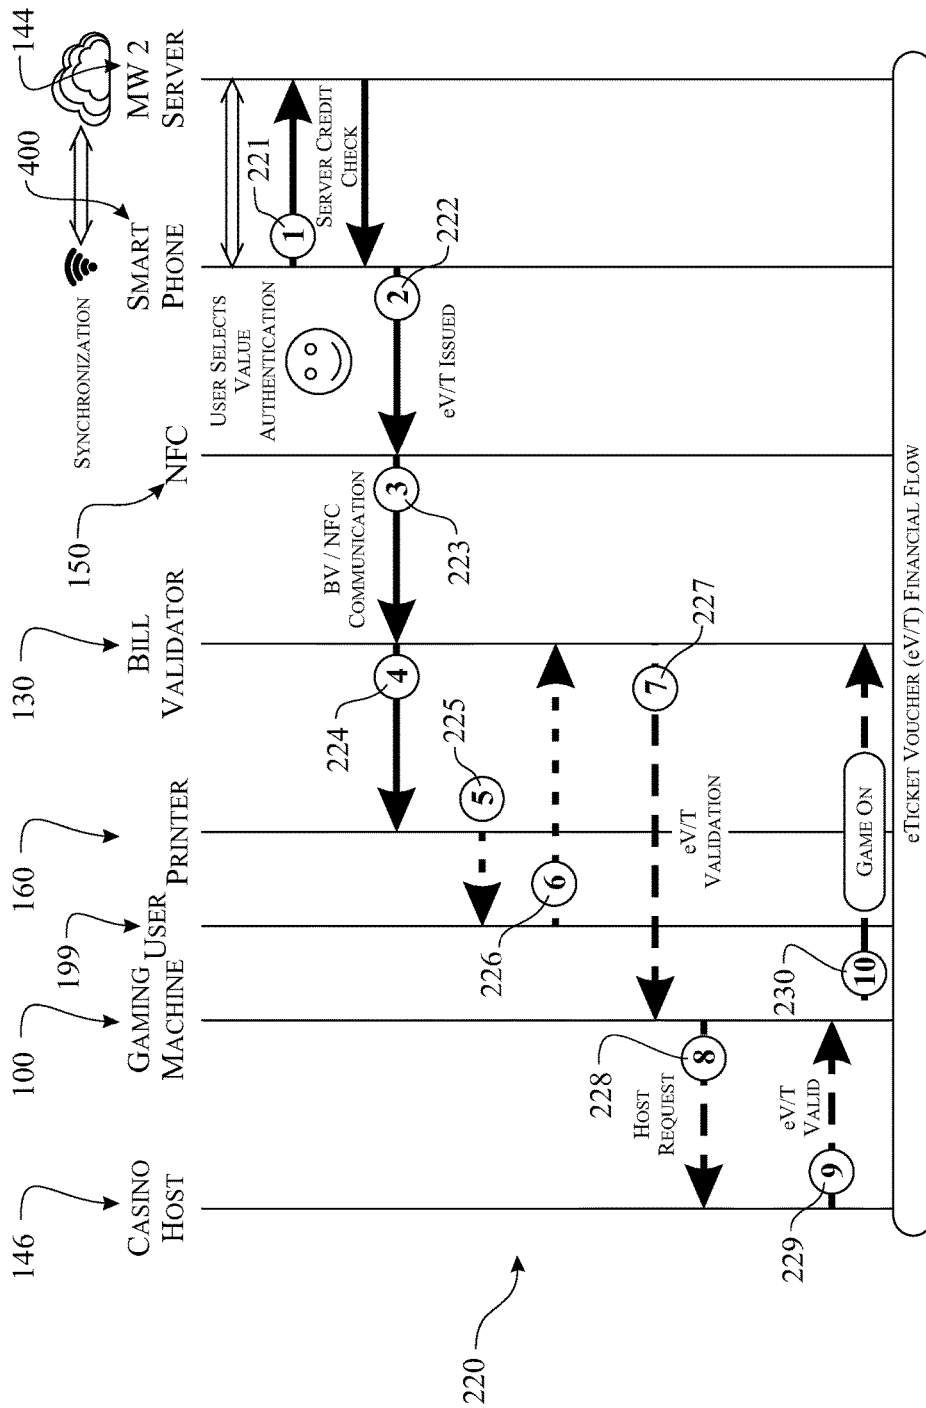 146
100
199
160
130
150
400
144
CASINO
HOST
GAMING
MACHINE
USER
PRINTER
BILL
VALIDATOR
NFC
SYNCHRONIZATION
SMART
PHONE
MW 2
SERVER
USER SELECTS
VALUE
AUTHENTICATION
1
221
SERVER CREDIT
CHECK
2
222
eV/T ISSUED
BV / NFC
COMMUNICATION
3
223
4
224
5
225
6
226
7
227
eV/T
VALIDATION
8
228
HOST
REQUEST
9
229
eV/T
VALID
10
230
GAME ON
220
eTICKET VOUCHER (eV/T) FINANCIAL FLOW